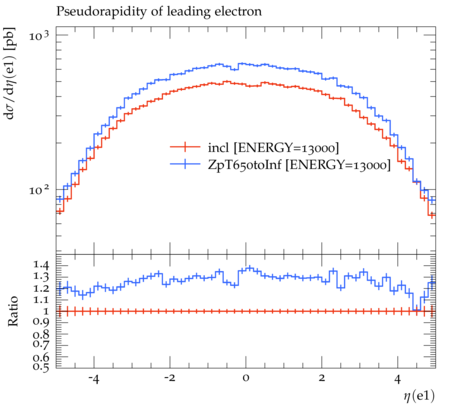 Pseudorapidity of leading electron
dσ/dη(e1) [pb]
10³
incl [ENERGY=13000]
ZpT650toInf [ENERGY=13000]
10²
Ratio
1.4
1.3
1.2
1.1
1
0.9
0.8
0.7
0.6
0.5
-4 -2 0 2 4
η(e1)